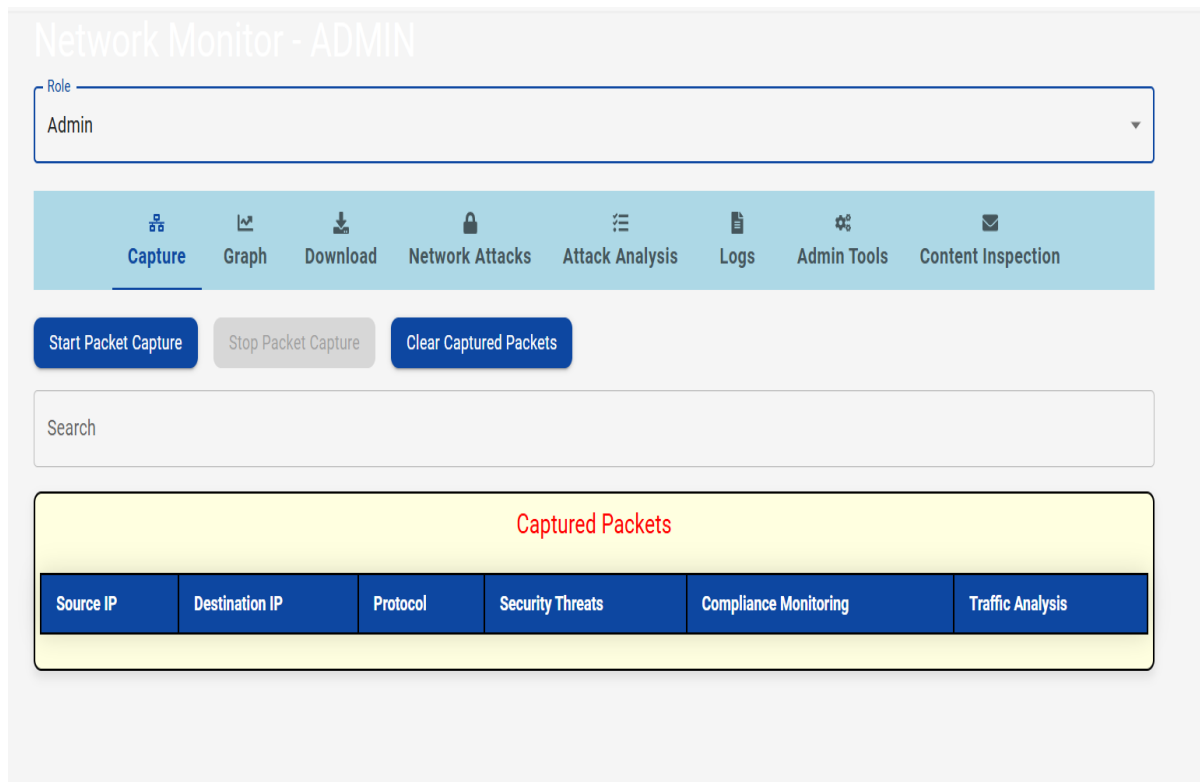 Network Monitor - ADMIN
Role
Admin
Capture Graph Download Network Attacks Attack Analysis Logs Admin Tools Content Inspection
Start Packet Capture Stop Packet Capture Clear Captured Packets
Search
Captured Packets
Source IP Destination IP Protocol Security Threats Compliance Monitoring Traffic Analysis